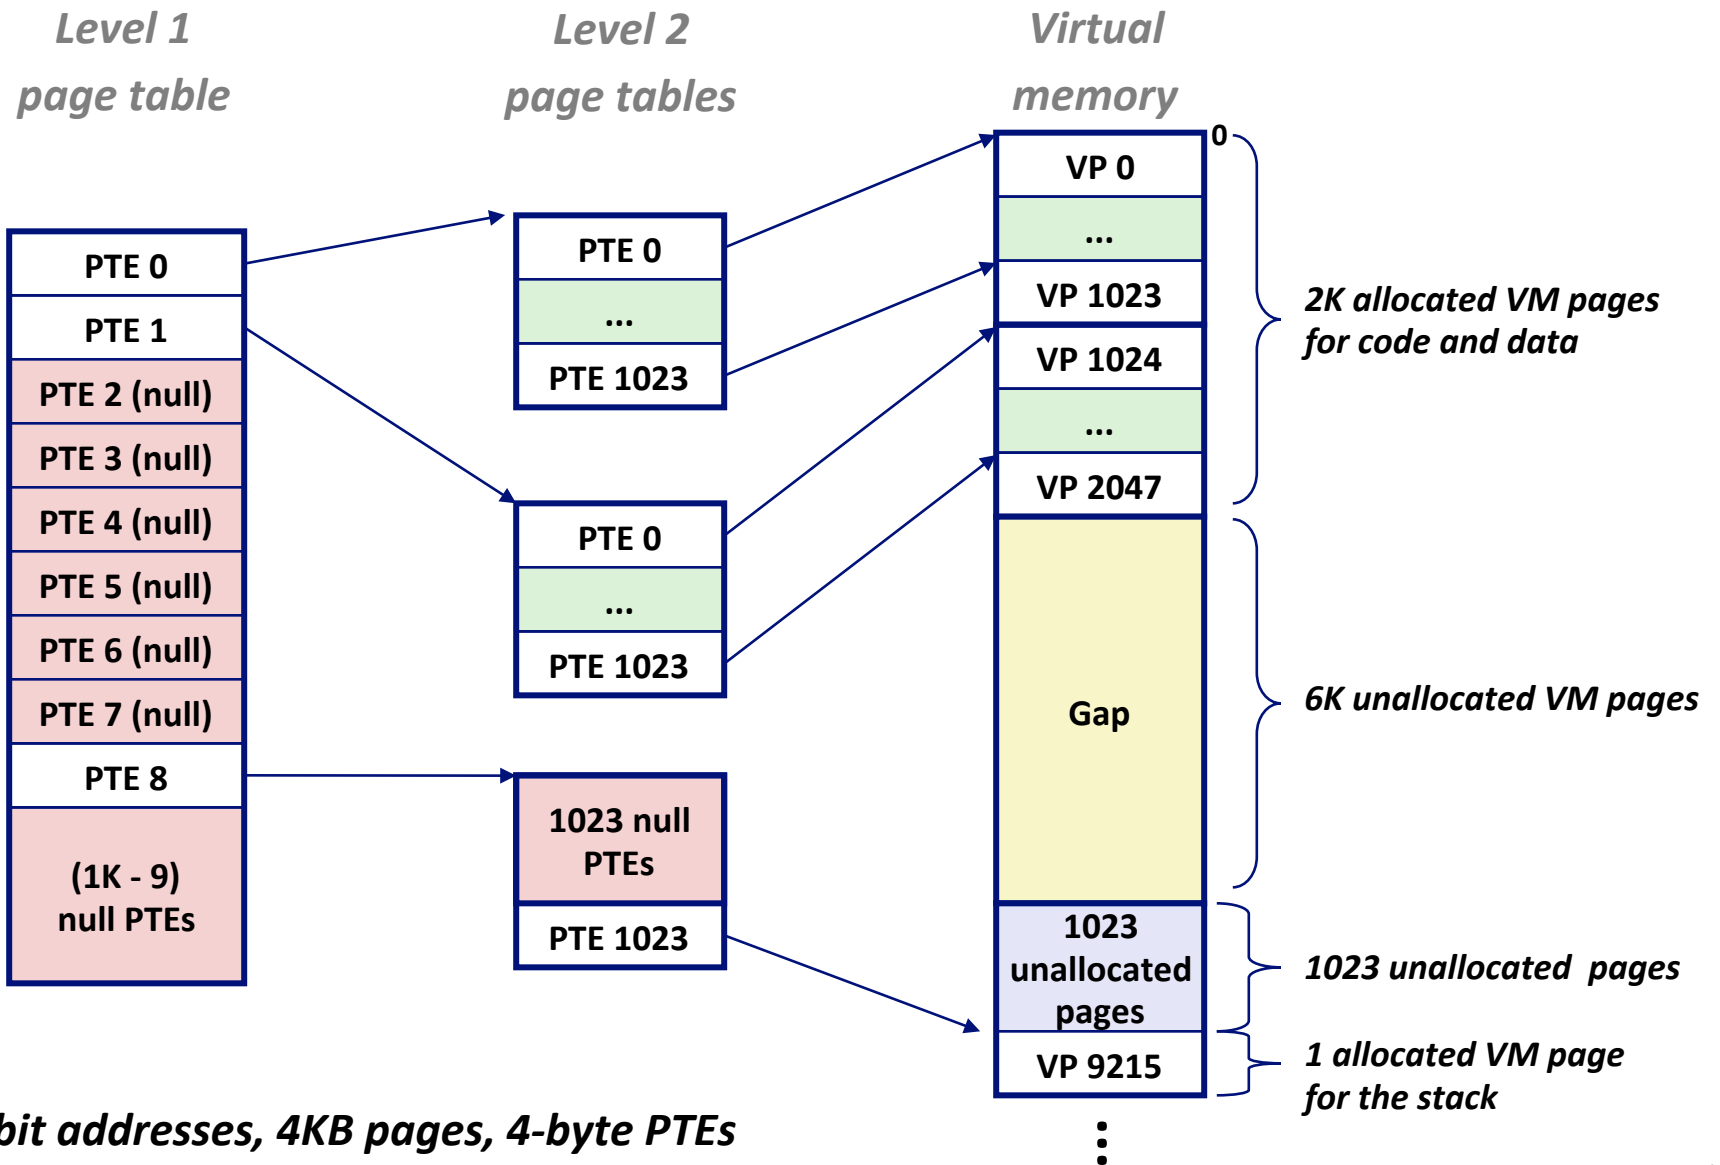 Level 1
page table
Level 2
page tables
Virtual
memory
PTE 0
PTE 1
PTE 2 (null)
PTE 3 (null)
PTE 4 (null)
PTE 5 (null)
PTE 6 (null)
PTE 7 (null)
PTE 8
(1K - 9)
null PTEs
PTE 0
...
PTE 1023
PTE 0
...
PTE 1023
1023 null
PTEs
PTE 1023
0
VP 0
...
VP 1023
VP 1024
...
VP 2047
Gap
1023
unallocated
pages
VP 9215
2K allocated VM pages
for code and data
6K unallocated VM pages
1023 unallocated pages
1 allocated VM page
for the stack
bit addresses, 4KB pages, 4-byte PTEs